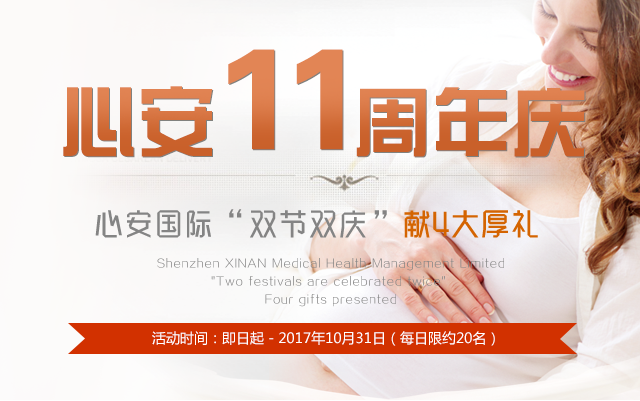 心安11周年庆
心安国际“双节双庆”献4大厚礼
Shenzhen XINAN Medical Health Management Limited
"Two festivals are celebrated twice"
Four gifts presented
活动时间：即日起 - 2017年10月31日（每日限约20名）